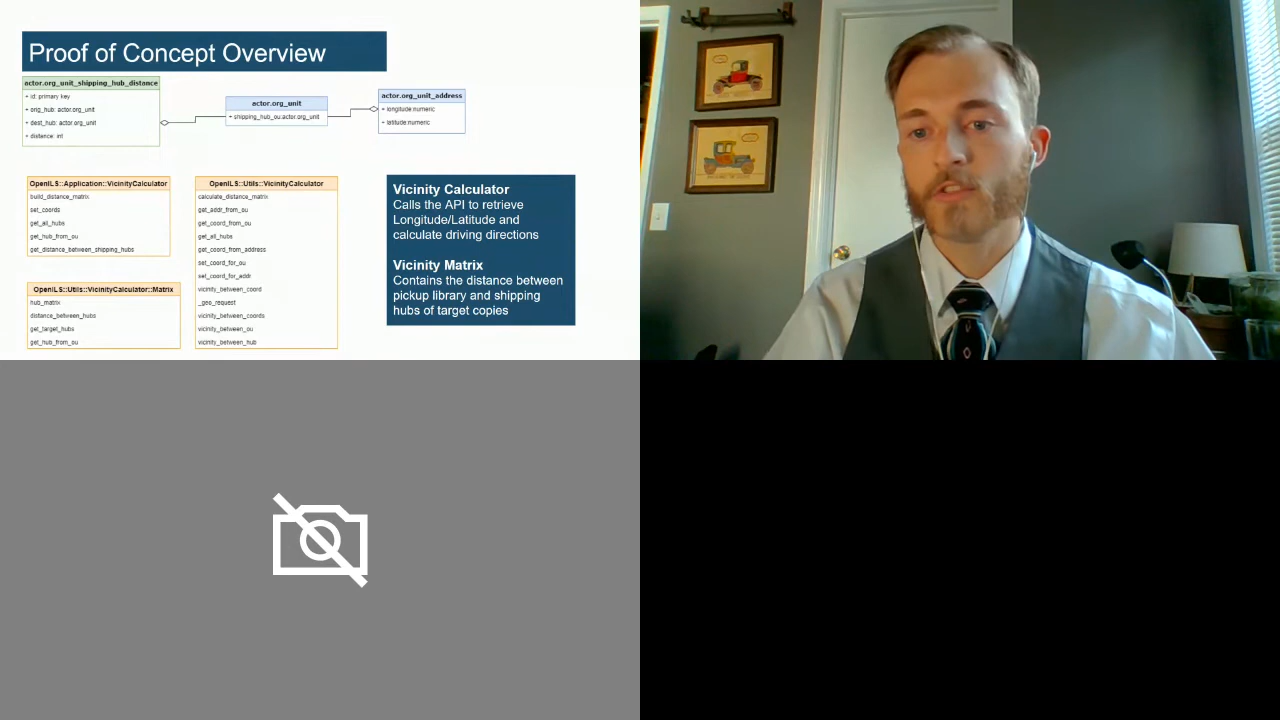 Proof of Concept Overview
actor.org_unit_shipping_hub_distance
+ id: primary key
+ orig_hub: actor.org_unit
+ dest_hub: actor.org_unit
+ distance: int
actor.org_unit
+ shipping_hub_ou:actor.org_unit
actor.org_unit_address
+ longitude:numeric
+ latitude:numeric
OpenILS::Application::VicinityCalculator
build_distance_matrix
set_coords
get_all_hubs
get_hub_from_ou
get_distance_between_shipping_hubs
OpenILS::Utils::VicinityCalculator::Matrix
hub_matrix
distance_between_hubs
get_target_hubs
get_hub_from_ou
OpenILS::Utils::VicinityCalculator
calculate_distance_matrix
get_addr_from_ou
get_coord_from_ou
get_all_hubs
get_coord_from_address
set_coord_for_ou
set_coord_for_addr
vicinity_between_coord
_geo_request
vicinity_between_coords
vicinity_between_ou
vicinity_between_hub
Vicinity Calculator
Calls the API to retrieve
Longitude/Latitude and
calculate driving directions
Vicinity Matrix
Contains the distance between
pickup library and shipping
hubs of target copies